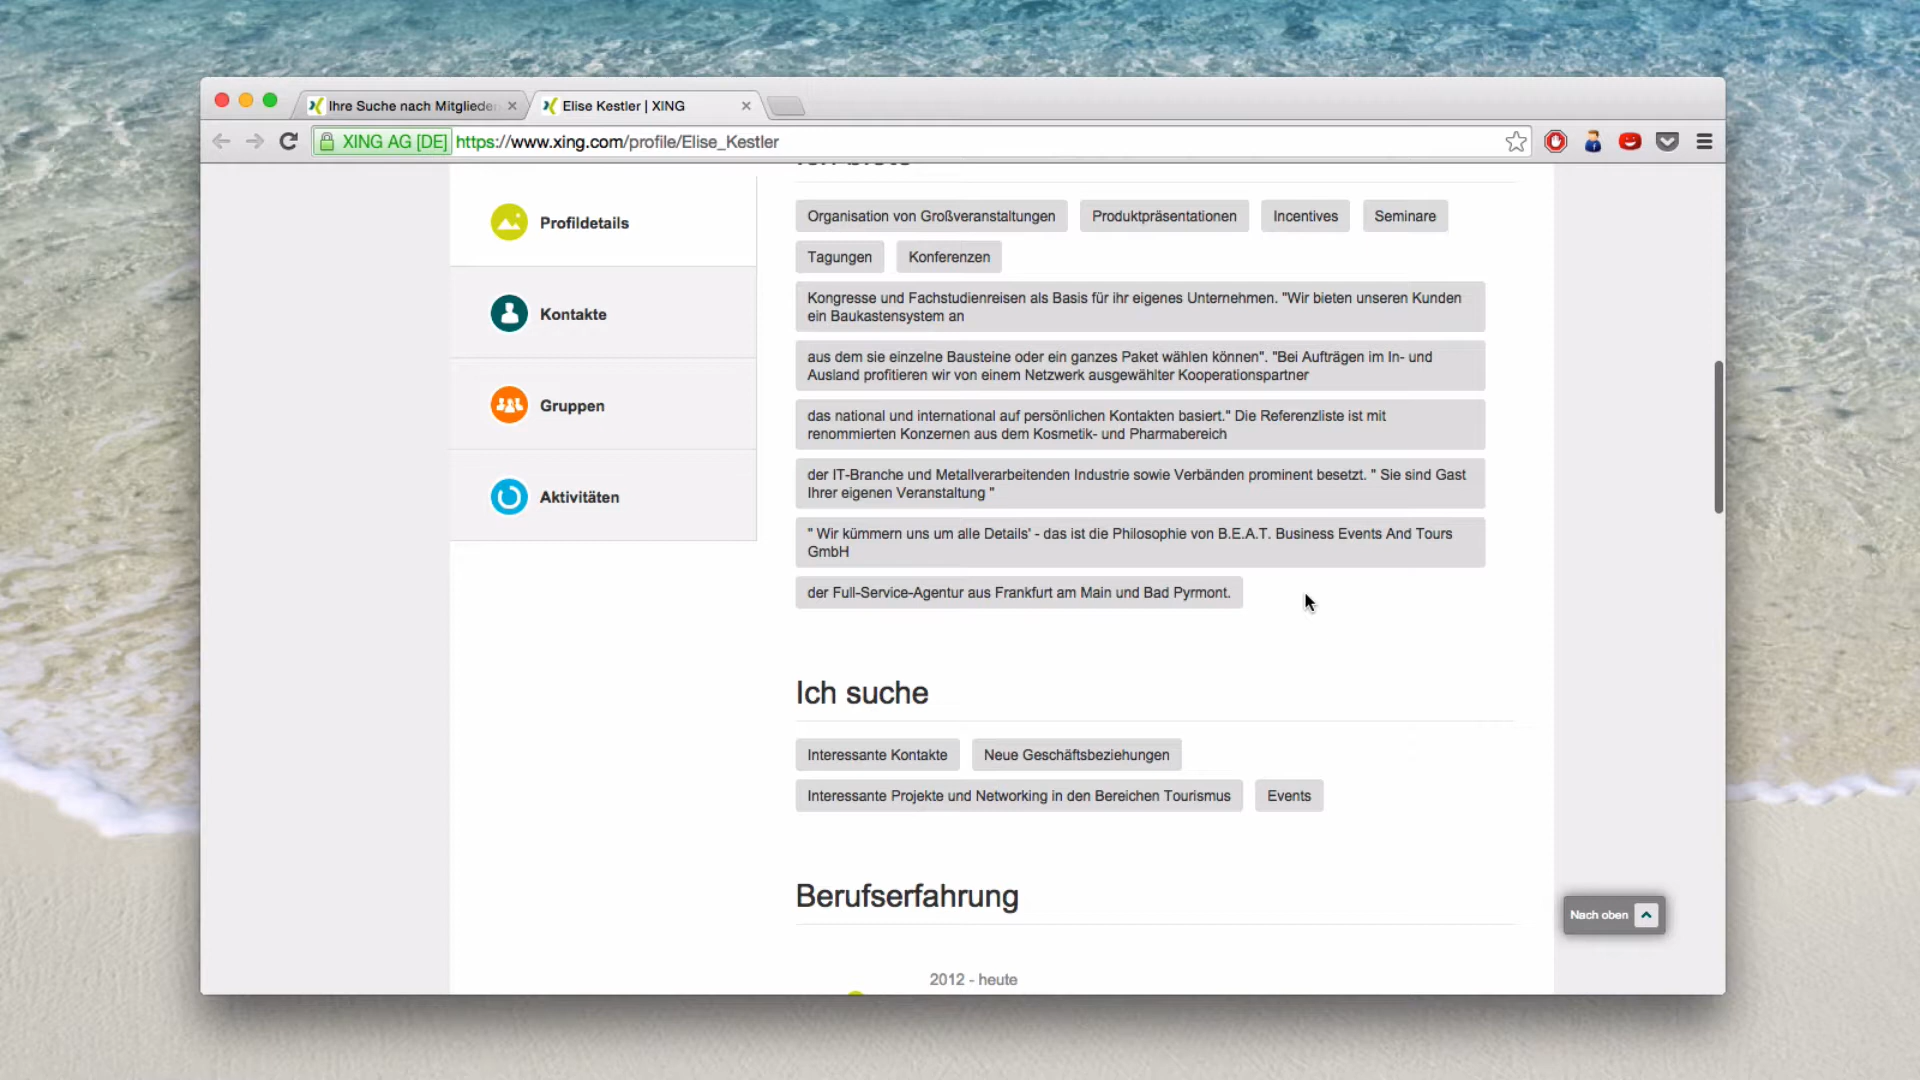 Ihre Suche nach Mitglieder
Elise Kestler | XING
XING AG [DE] https://www.xing.com/profile/Elise_Kestler
Profildetails
Kontakte
Gruppen
Aktivitäten
Organisation von Großveranstaltungen Produktpräsentationen Incentives Seminare
Tagungen Konferenzen
Kongresse und Fachstudienreisen als Basis für ihr eigenes Unternehmen. "Wir bieten unseren Kunden
ein Baukastensystem an
aus dem sie einzelne Bausteine oder ein ganzes Paket wählen können". "Bei Aufträgen im In- und
Ausland profitieren wir von einem Netzwerk ausgewählter Kooperationspartner
das national und international auf persönlichen Kontakten basiert." Die Referenzliste ist mit
renommierten Konzernen aus dem Kosmetik- und Pharmabereich
der IT-Branche und Metallverarbeitenden Industrie sowie Verbänden prominent besetzt. " Sie sind Gast
Ihrer eigenen Veranstaltung "
" Wir kümmern uns um alle Details' - das ist die Philosophie von B.E.A.T. Business Events And Tours
GmbH
der Full-Service-Agentur aus Frankfurt am Main und Bad Pyrmont.
Ich suche
Interessante Kontakte Neue Geschäftsbeziehungen
Interessante Projekte und Networking in den Bereichen Tourismus Events
Berufserfahrung
2012 - heute
Nach oben